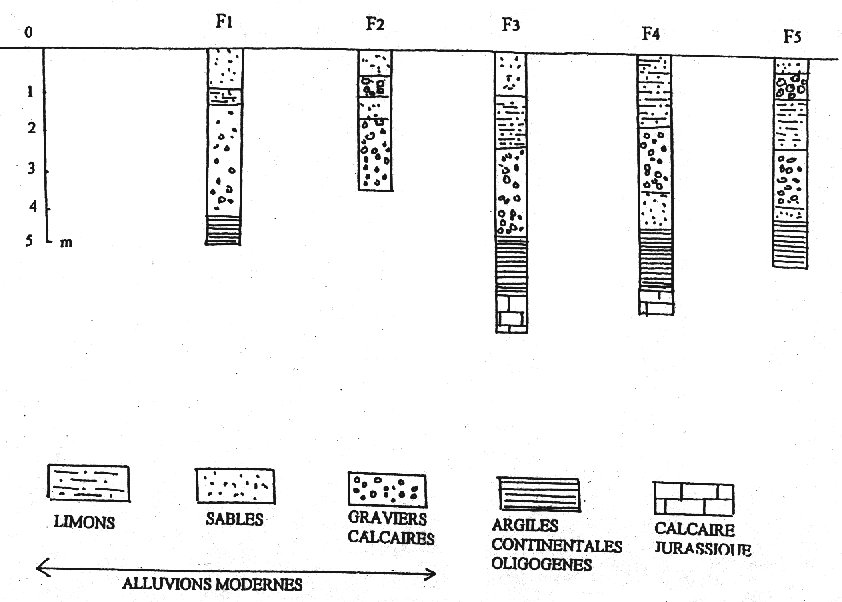 0 F1 F2 F3 F4 F5
1
2
3
4
5 m
LIMONS
SABLES
GRAVIERS
CALCAIRES
ARGILES
CONTINENTALES
OLIGOGENES
CALCAIRE
JURASSIQUE
ALLUVIONS MODERNES